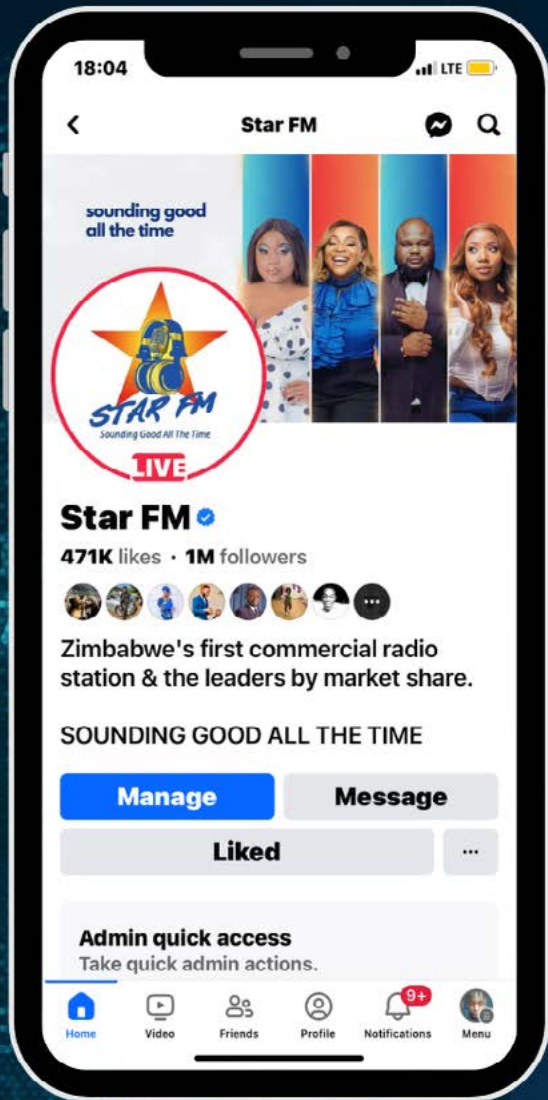 18:04
LTE
Star FM
sounding good
all the time
STAR FM
Sounding Good All The Time
LIVE
Star FM
471K likes · 1M followers
Zimbabwe's first commercial radio
station & the leaders by market share.
SOUNDING GOOD ALL THE TIME
Manage
Message
Liked
Admin quick access
Take quick admin actions.
9+
Home
Video
Friends
Profile
Notifications
Menu